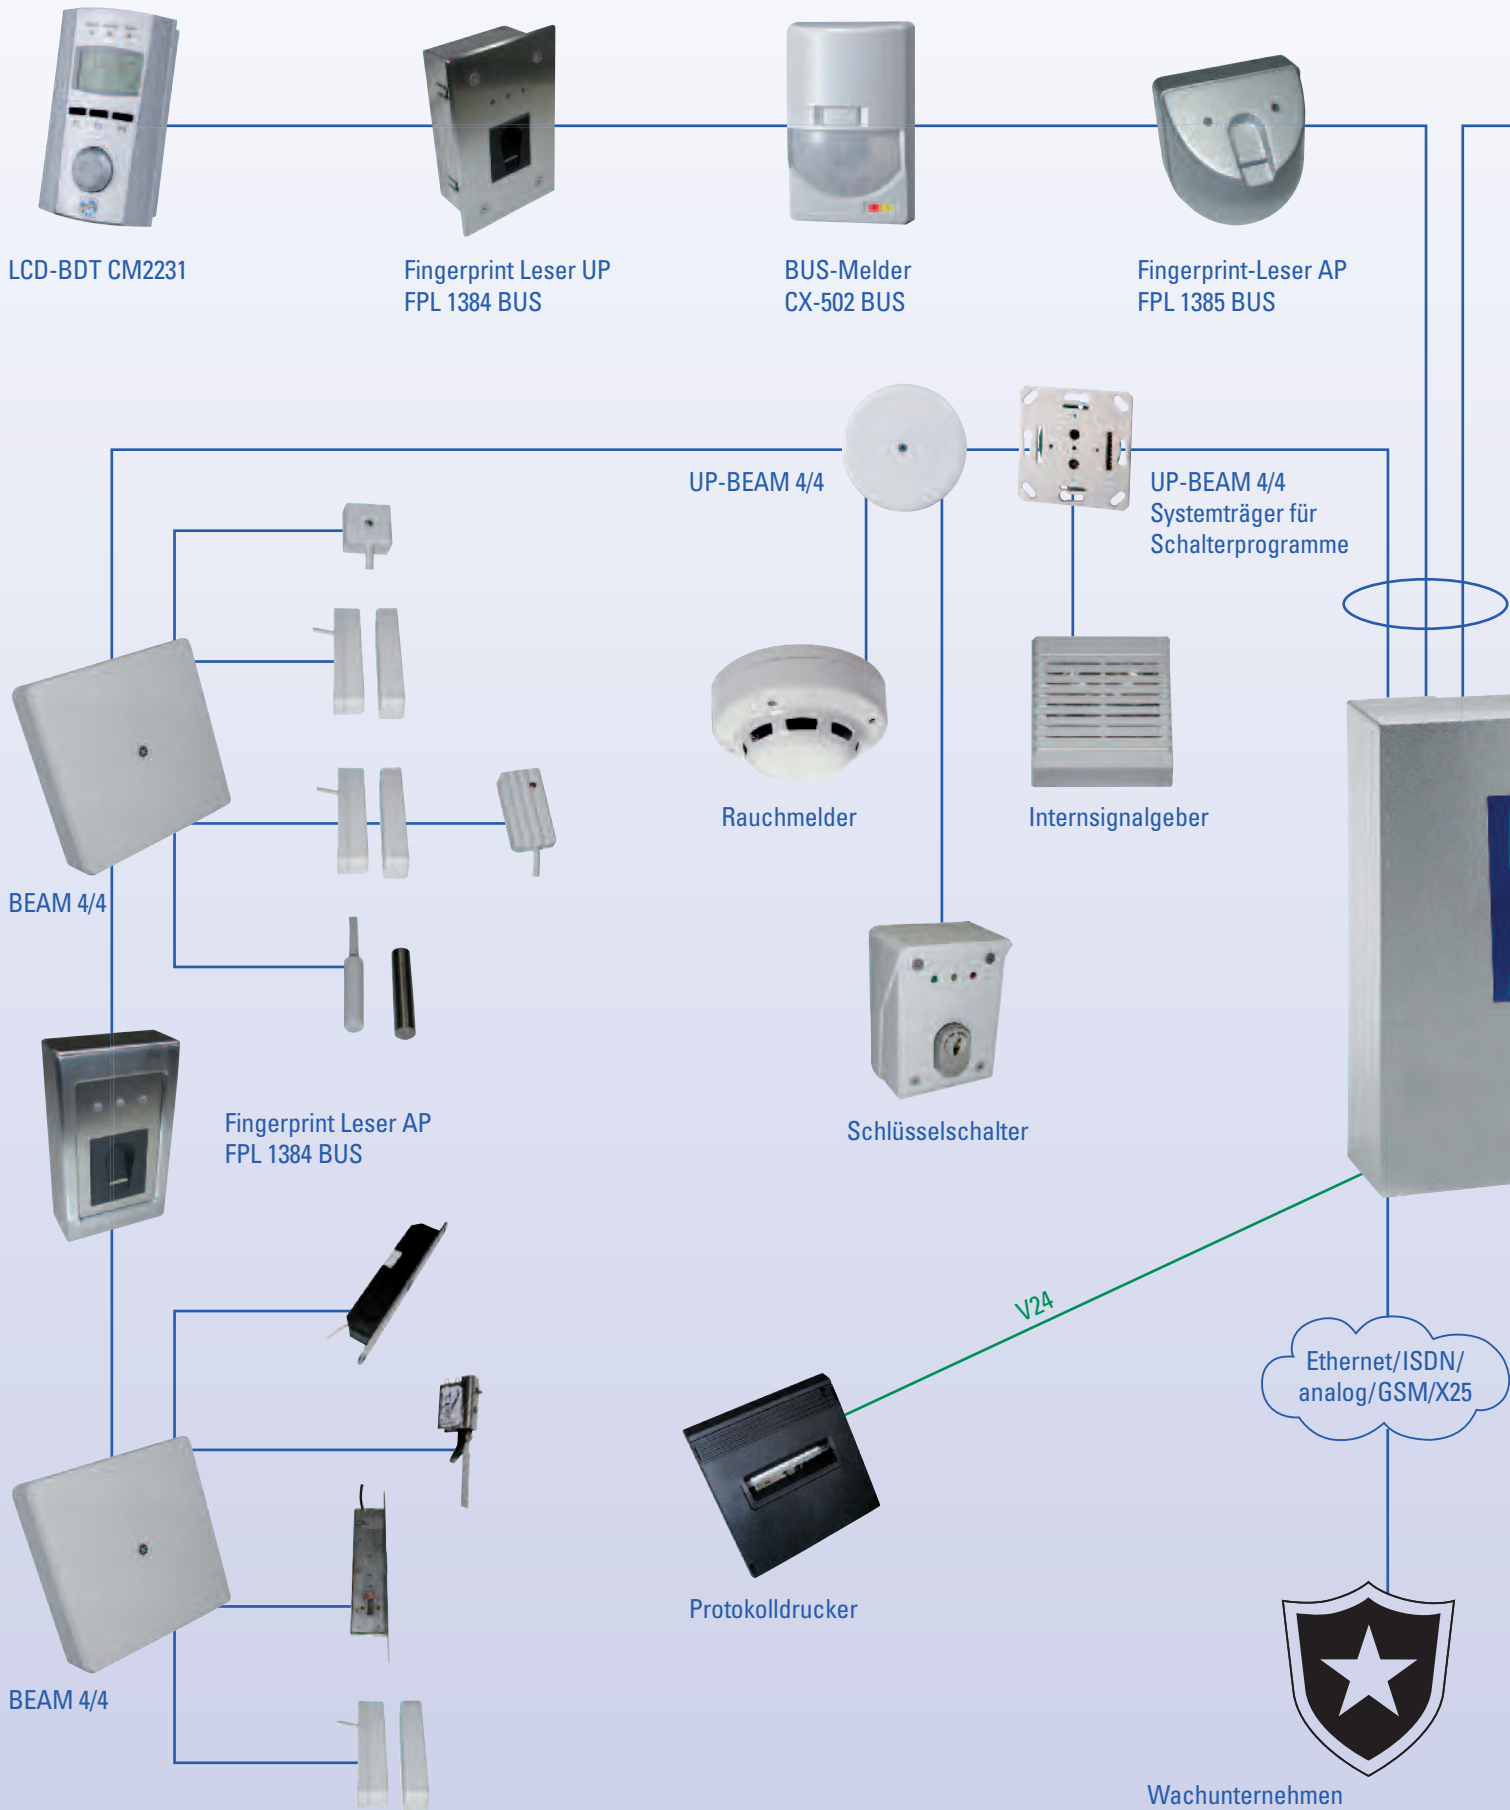 LCD-BDT CM2231
Fingerprint Leser UP
FPL 1384 BUS
BUS-Melder
CX-502 BUS
Fingerprint-Leser AP
FPL 1385 BUS
UP-BEAM 4/4
UP-BEAM 4/4
Systemträger für
Schalterprogramme
Rauchmelder
Internsignalgeber
BEAM 4/4
Fingerprint Leser AP
FPL 1384 BUS
Schlüsselschalter
V24
Ethernet/ISDN/
analog/GSM/X25
Protokolldrucker
BEAM 4/4
Wachunternehmen